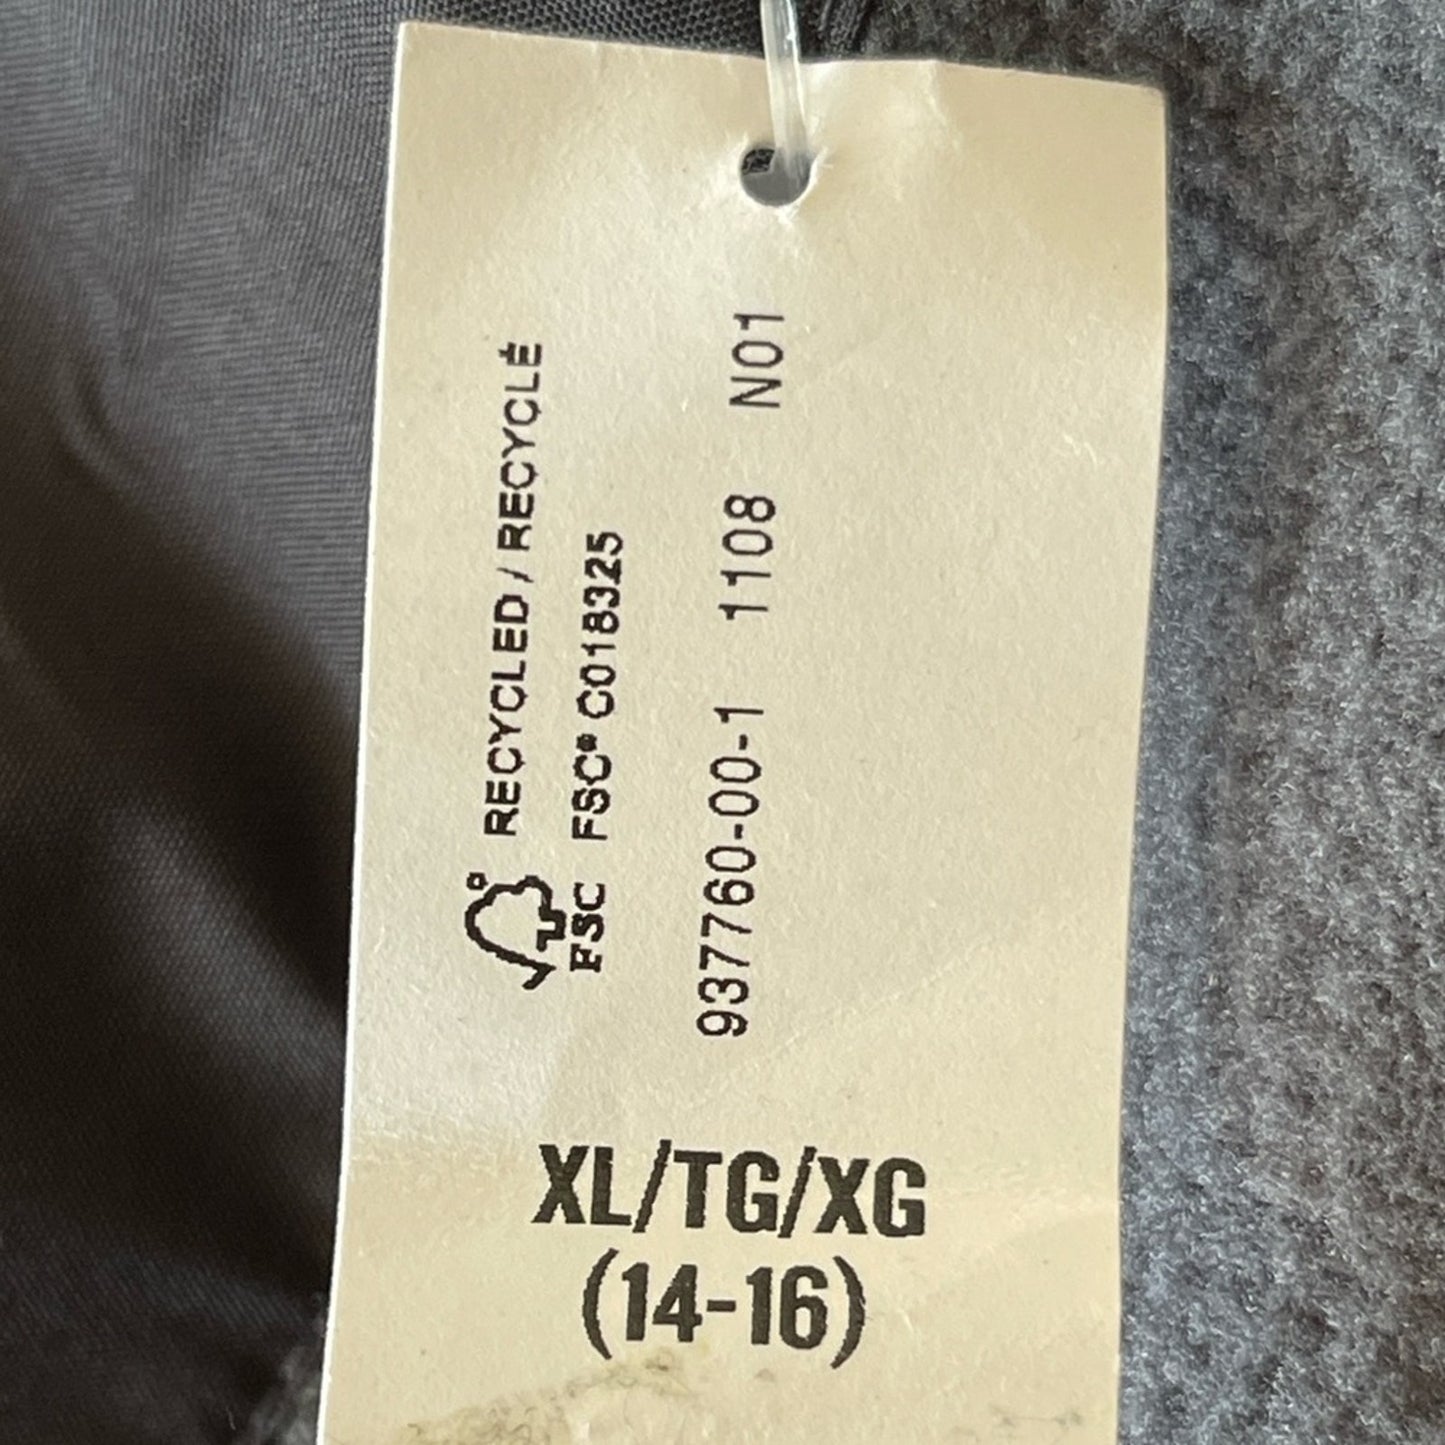 RECYCLED / RECYCLÉ
FSC FSC® C018325
937760-00-1 1108 N01
XL/TG/XG
(14-16)